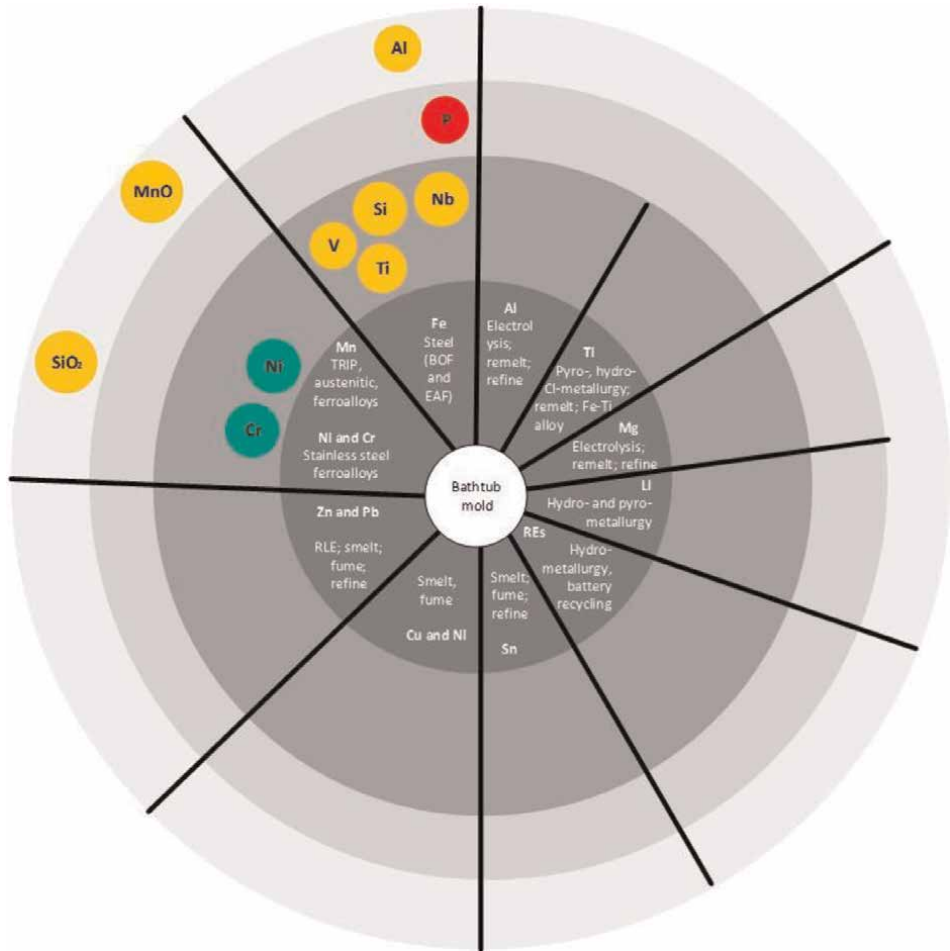 Al
P
MnO
Nb
Si
V
Ti
SiO₂
Ni
Cr
Fe
Steel
(BOF
and
EAF)
Al
Electrol
ysis;
remelt;
refine
Mn
TRIP,
austenitic,
ferroalloys
Ti
Pyro-, hydro-
Cl-metallurgy;
remelt; Fe-Ti
alloy
Ni and Cr
Stainless steel
ferroalloys
Mg
Electrolysis;
remelt; refine
Bathtub
mold
Li
Hydro- and pyro-
metallurgy
Zn and Pb
RLE; smelt;
fume;
refine
REs
Hydro-
metallurgy,
battery
recycling
Smelt,
fume
Cu and Ni
Smelt;
fume;
refine
Sn